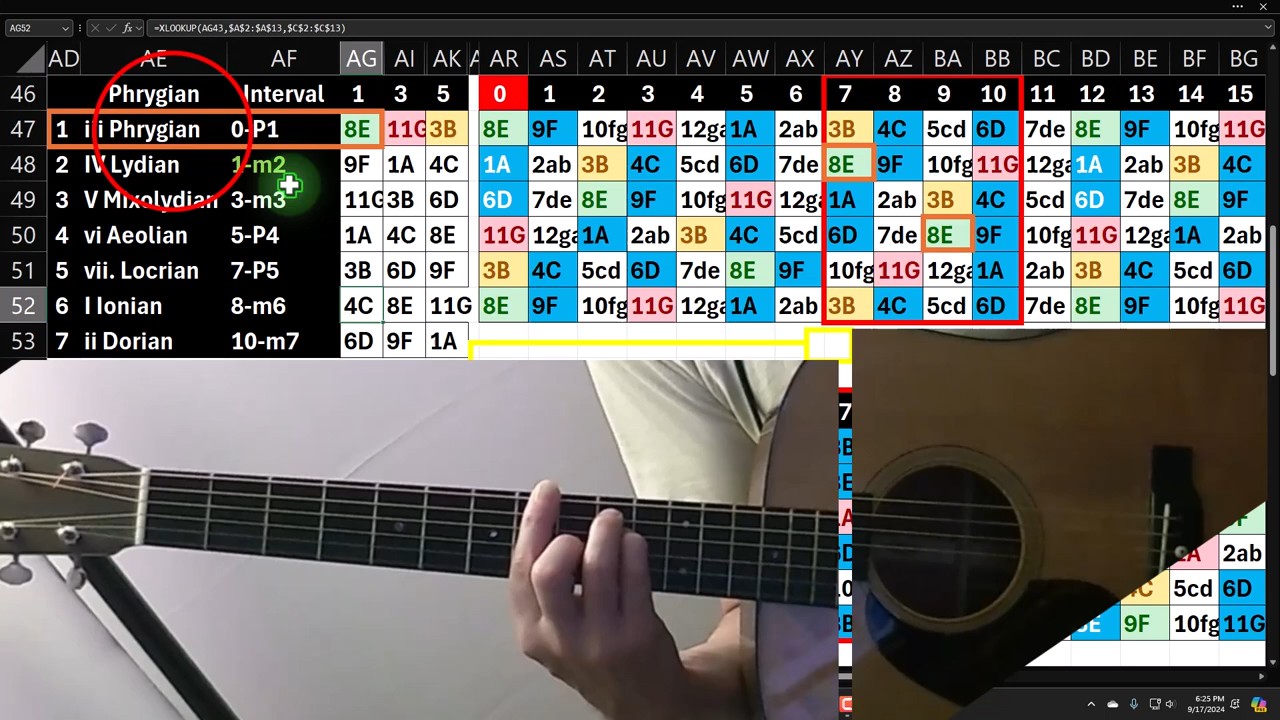 AG52 fx =XLOOKUP(AG43,$A$2:$A$13,$C$2:$C$13)
AD AE AF AG AI AK A AR AS AT AU AV AW AX AY AZ BA BB BC BD BE BF BG
46 Phrygian Interval 1 3 5 0 1 2 3 4 5 6 7 8 9 10 11 12 13 14 15
47 1 iii Phrygian 0-P1 8E 11G 3B 8E 9F 10fg 11G 12ga 1A 2ab 3B 4C 5cd 6D 7de 8E 9F 10fg 11G
48 2 IV Lydian 1-m2 9F 1A 4C 1A 2ab 3B 4C 5cd 6D 7de 8E 9F 10fg 11G 12ga 1A 2ab 3B 4C
49 3 V Mixolydian 3-m3 11G 3B 6D 6D 7de 8E 9F 10fg 11G 12ga 1A 2ab 3B 4C 5cd 6D 7de 8E 9F
50 4 vi Aeolian 5-P4 1A 4C 8E 11G 12ga 1A 2ab 3B 4C 5cd 6D 7de 8E 9F 10fg 11G 12ga 1A 2ab
51 5 vii. Locrian 7-P5 3B 6D 9F 3B 4C 5cd 6D 7de 8E 9F 10fg 11G 12ga 1A 2ab 3B 4C 5cd 6D
52 6 I Ionian 8-m6 4C 8E 11G 8E 9F 10fg 11G 12ga 1A 2ab 3B 4C 5cd 6D 7de 8E 9F 10fg 11G
53 7 ii Dorian 10-m7 6D 9F 1A
7
2ab
5cd 6D
9F 10fg 11G
6:25 PM
9/17/2024